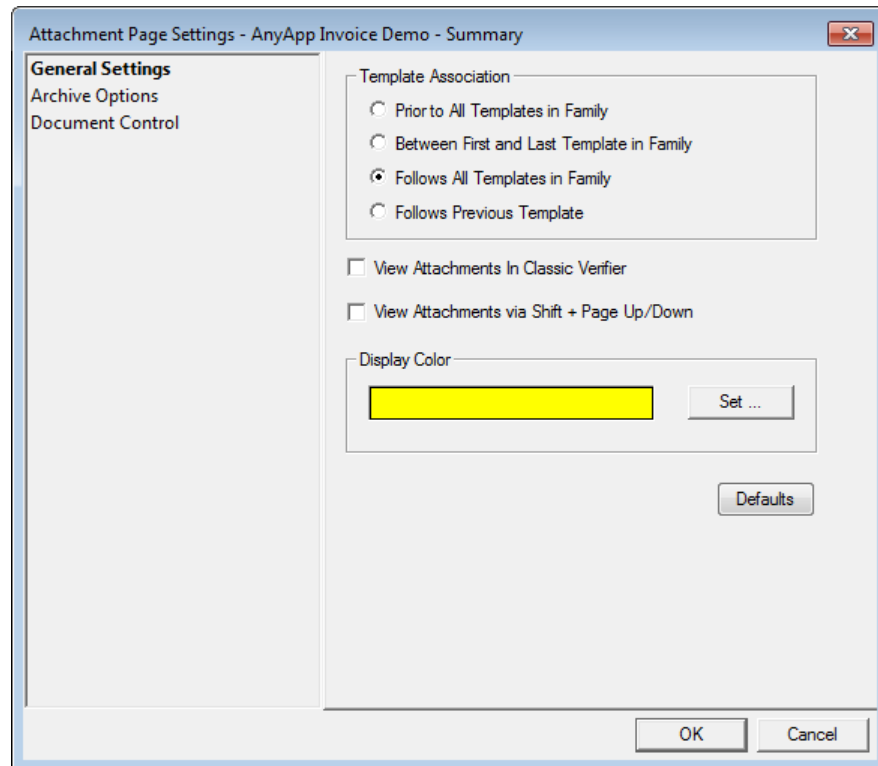 Attachment Page Settings - AnyApp Invoice Demo - Summary
General Settings
Archive Options
Document Control
Template Association
Prior to All Templates in Family
Between First and Last Template in Family
Follows All Templates in Family
Follows Previous Template
View Attachments In Classic Verifier
View Attachments via Shift + Page Up/Down
Display Color
Set ...
Defaults
OK
Cancel